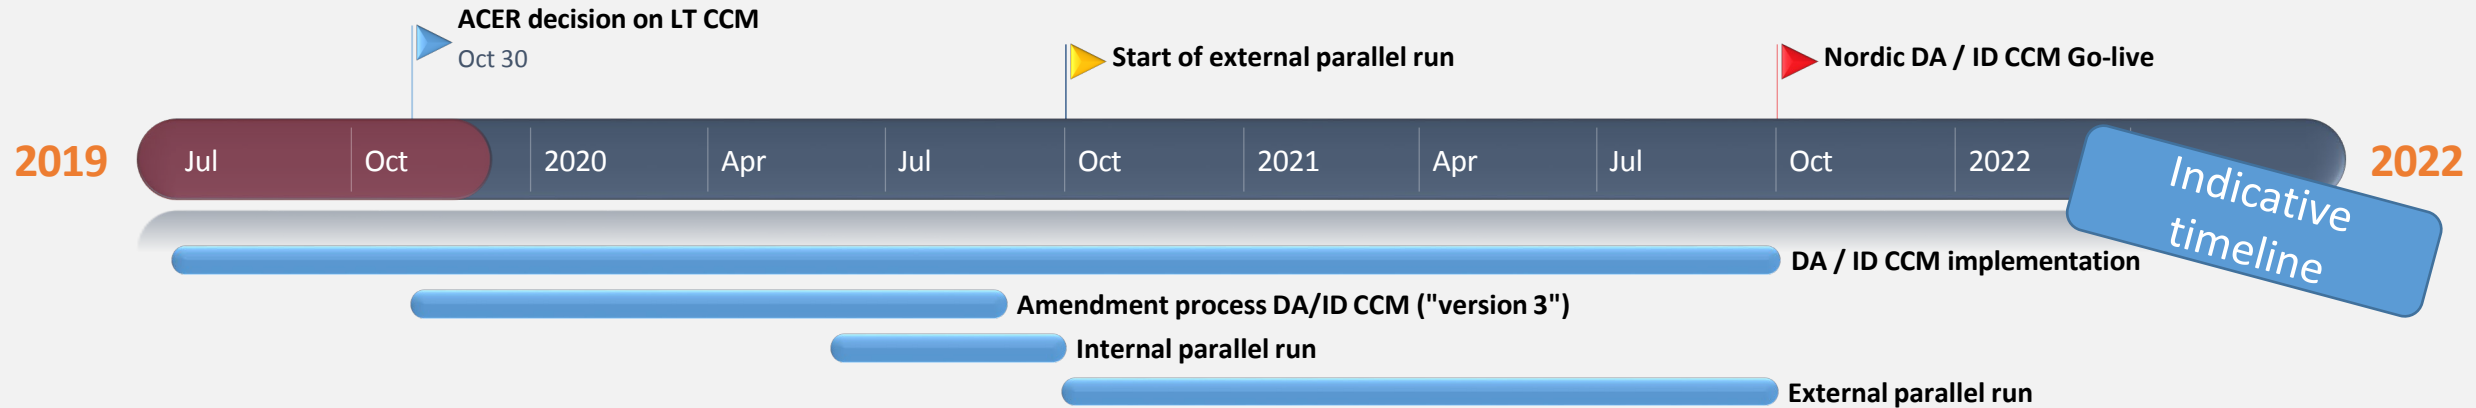 ACER decision on LT CCM
Oct 30
Start of external parallel run
Nordic DA / ID CCM Go-live
2019
Jul
Oct
2020
Apr
Jul
Oct
2021
Apr
Jul
Oct
2022
2022
Indicative
timeline
DA / ID CCM implementation
Amendment process DA/ID CCM ("version 3")
Internal parallel run
External parallel run